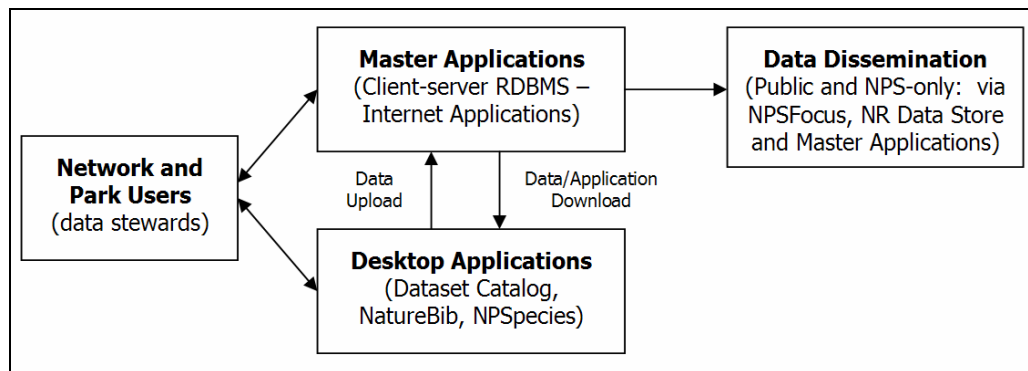 Master Applications
(Client-server RDBMS –
Internet Applications)
Data Dissemination
(Public and NPS-only:  via
NPSFocus, NR Data Store
and Master Applications)
Network and
Park Users
(data stewards)
Data
Upload
Data/Application
Download
Desktop Applications
(Dataset Catalog,
NatureBib, NPSpecies)